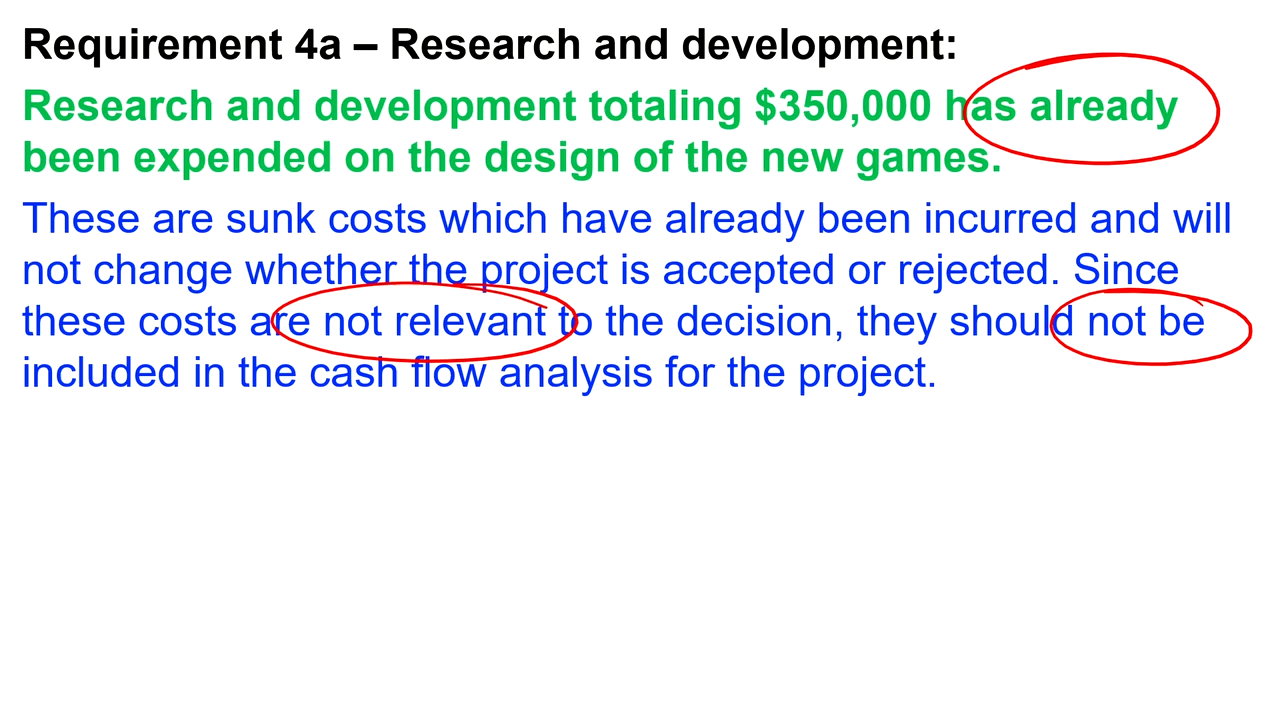 Requirement 4a – Research and development:
Research and development totaling $350,000 has already
been expended on the design of the new games.
These are sunk costs which have already been incurred and will
not change whether the project is accepted or rejected. Since
these costs are not relevant to the decision, they should not be
included in the cash flow analysis for the project.